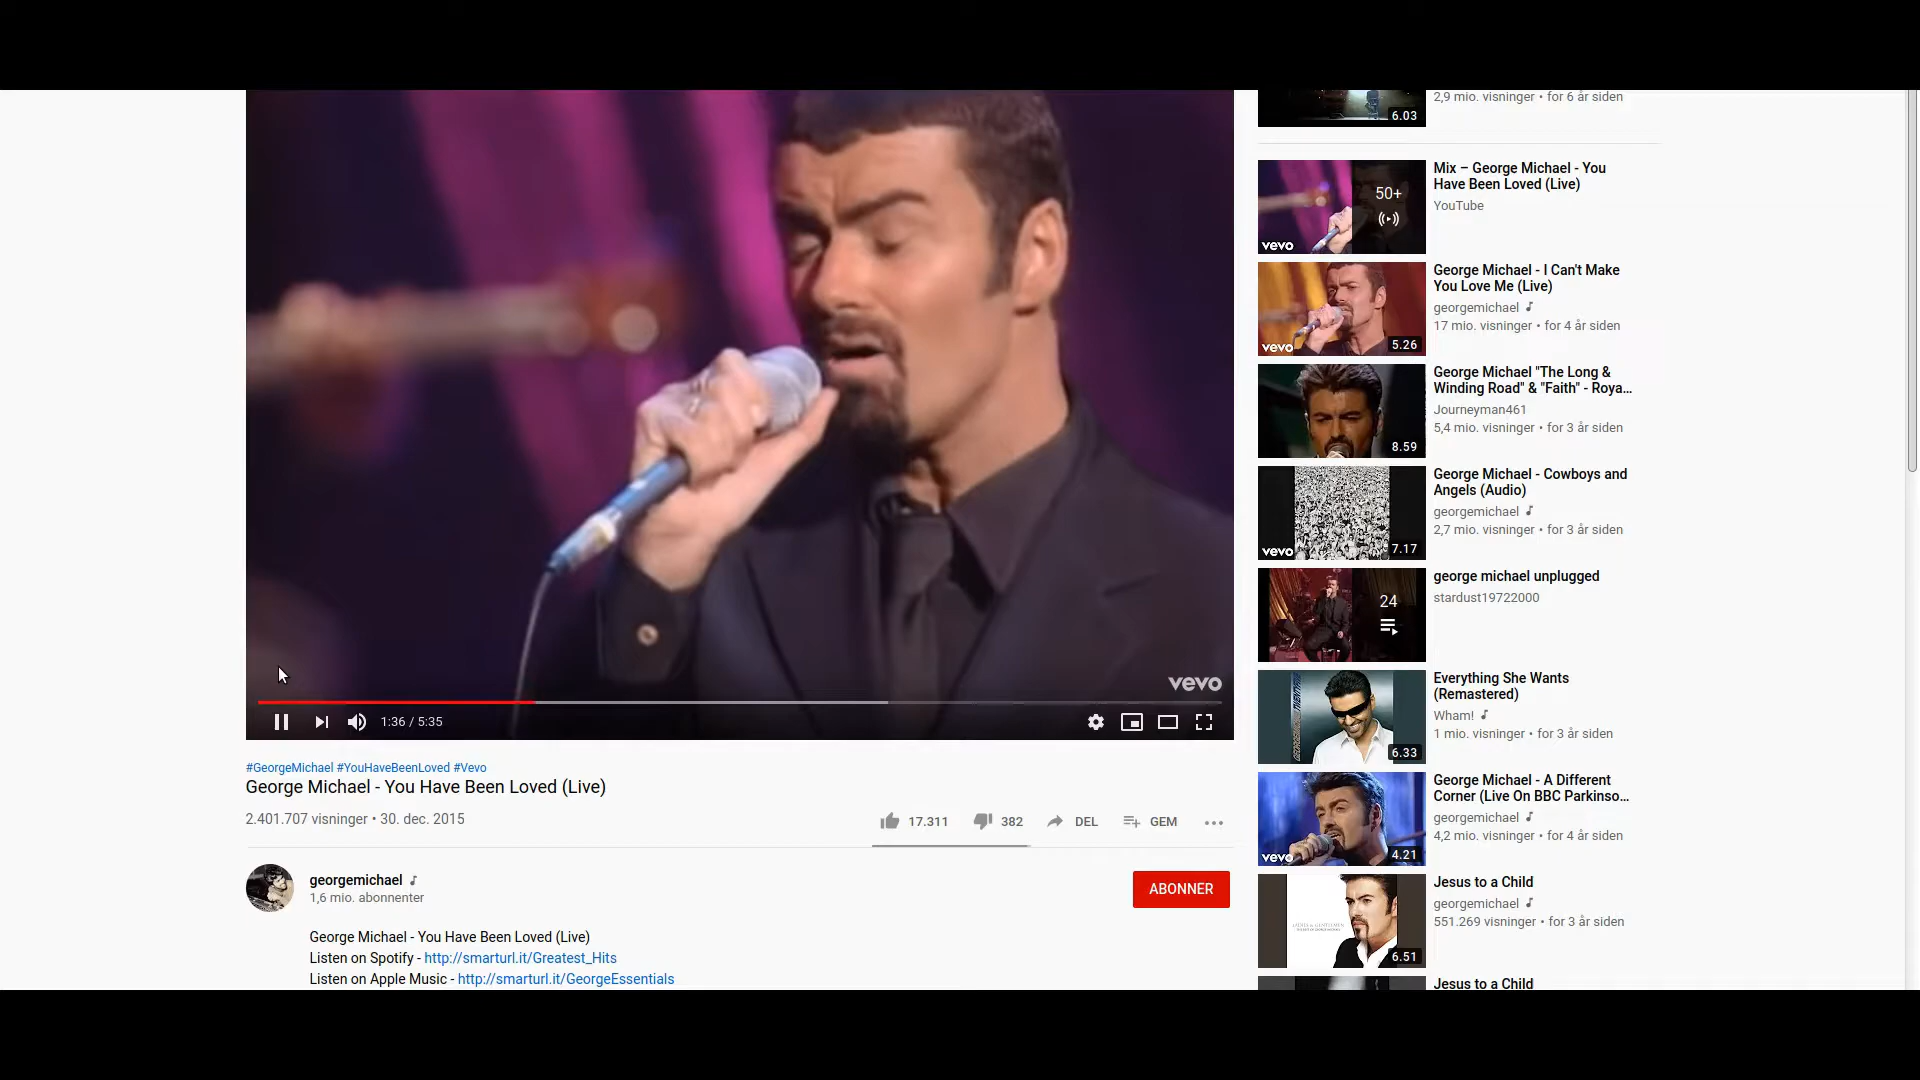 vevo
1:36 / 5:35
#GeorgeMichael #YouHaveBeenLoved #Vevo
George Michael - You Have Been Loved (Live)
2.401.707 visninger • 30. dec. 2015
17.311
382
DEL
GEM
georgemichael
1,6 mio. abonnenter
ABONNER
George Michael - You Have Been Loved (Live)
Listen on Spotify - http://smarturl.it/Greatest_Hits
Listen on Apple Music - http://smarturl.it/GeorgeEssentials
6.03
2,9 mio. visninger • for 6 år siden
50+
vevo
Mix – George Michael - You
Have Been Loved (Live)
YouTube
vevo
5.26
George Michael - I Can't Make
You Love Me (Live)
georgemichael
17 mio. visninger • for 4 år siden
8.59
George Michael "The Long &
Winding Road" & "Faith" - Roya...
Journeyman461
5,4 mio. visninger • for 3 år siden
vevo
7.17
George Michael - Cowboys and
Angels (Audio)
georgemichael
2,7 mio. visninger • for 3 år siden
24
george michael unplugged
stardust19722000
6.33
Everything She Wants
(Remastered)
Wham!
1 mio. visninger • for 3 år siden
vevo
4.21
George Michael - A Different
Corner (Live On BBC Parkinso...
georgemichael
4,2 mio. visninger • for 4 år siden
6.51
Jesus to a Child
georgemichael
551.269 visninger • for 3 år siden
Jesus to a Child